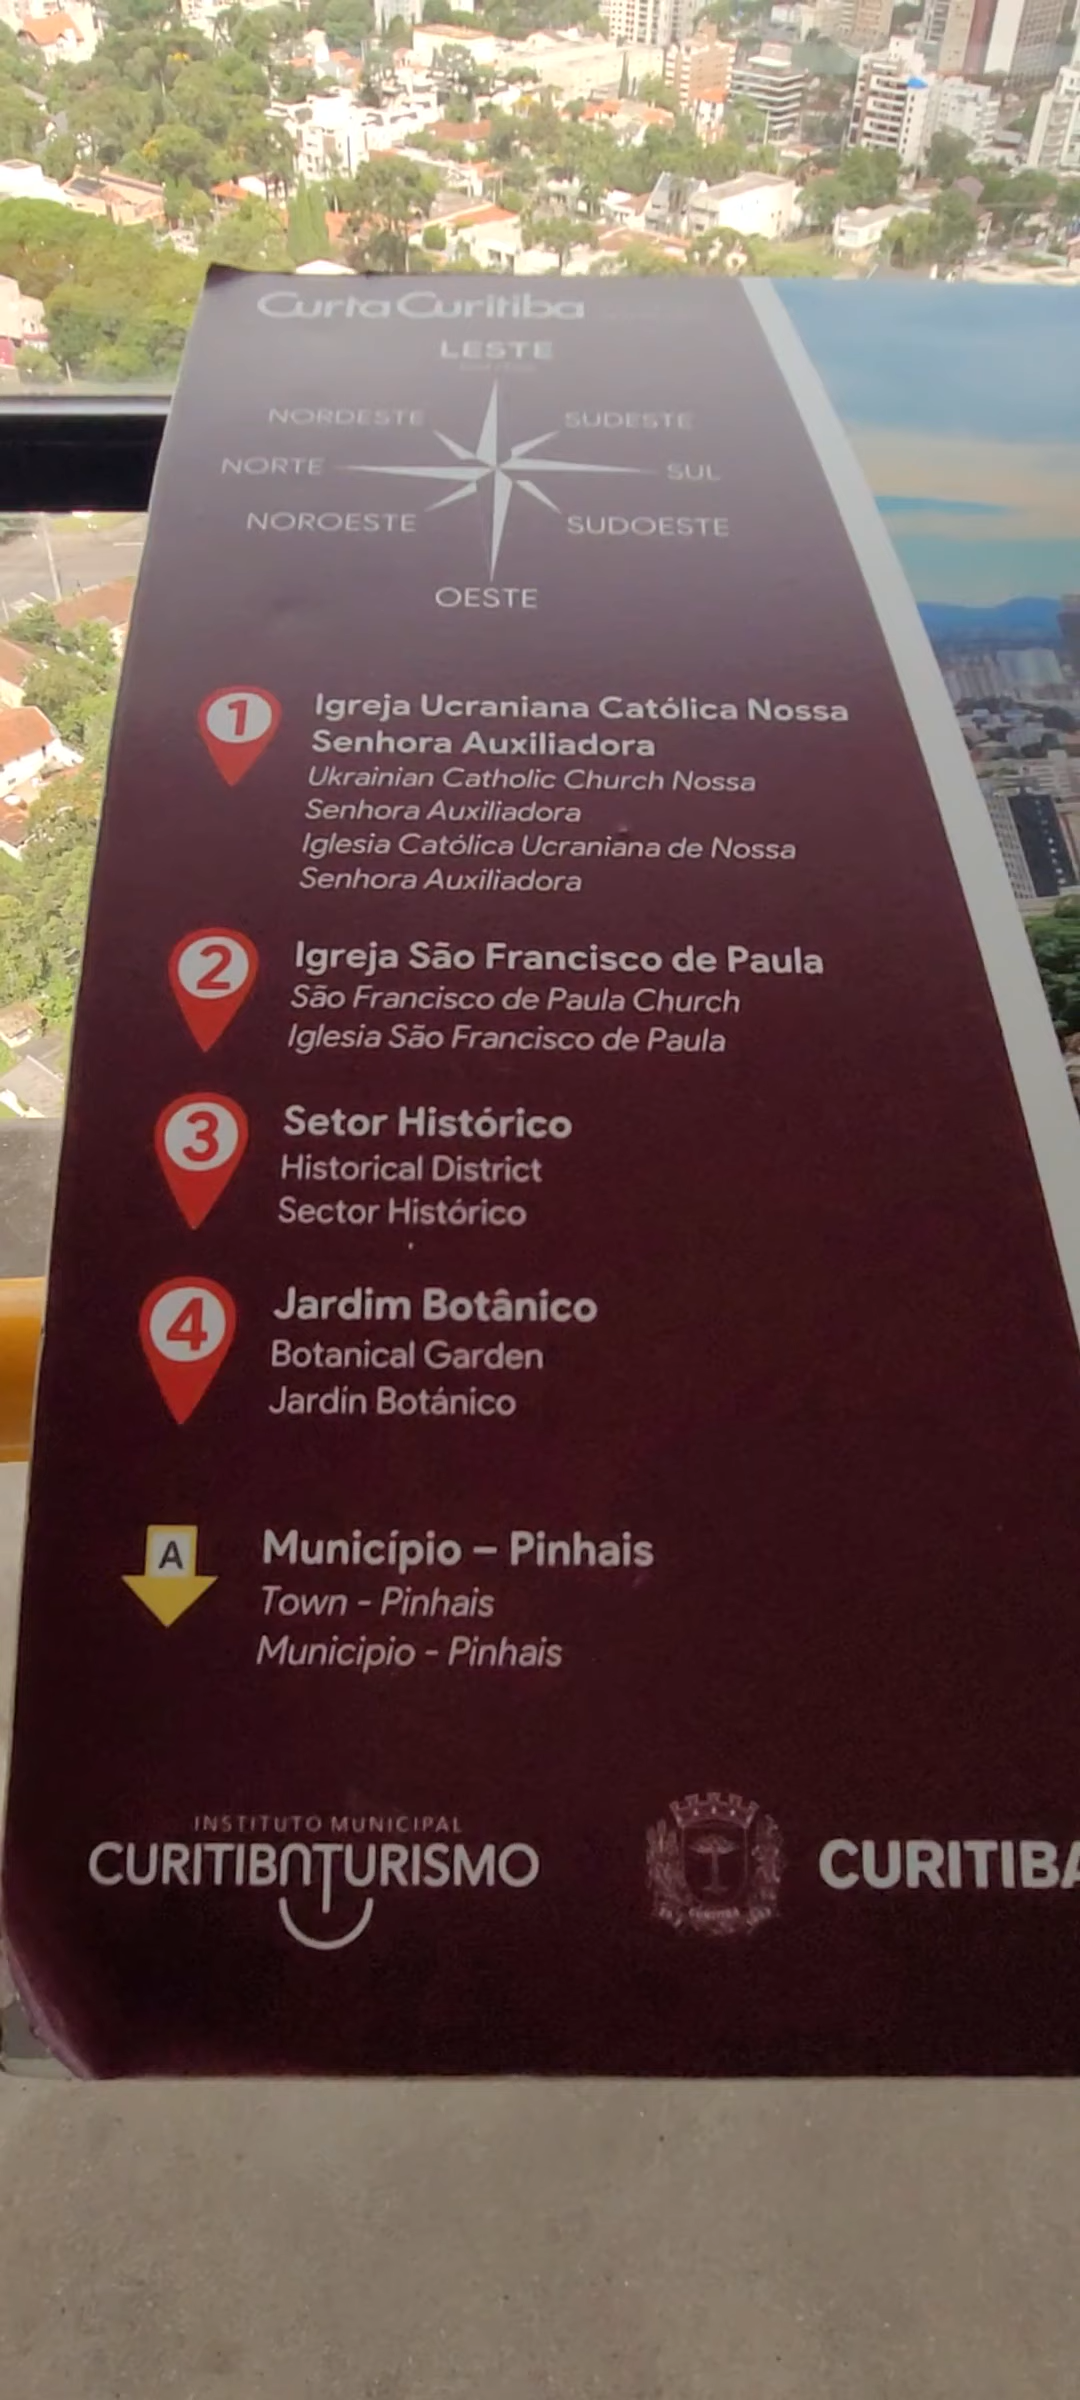 Curta Curitiba
LESTE
NORDESTE
SUDESTE
NORTE
SUL
NOROESTE
SUDOESTE
OESTE
1
Igreja Ucraniana Católica Nossa
Senhora Auxiliadora
Ukrainian Catholic Church Nossa
Senhora Auxiliadora
Iglesia Católica Ucraniana de Nossa
Senhora Auxiliadora
2
Igreja São Francisco de Paula
São Francisco de Paula Church
Iglesia São Francisco de Paula
3
Setor Histórico
Historical District
Sector Histórico
4
Jardim Botânico
Botanical Garden
Jardín Botánico
A
Município – Pinhais
Town - Pinhais
Municipio - Pinhais
INSTITUTO MUNICIPAL
CURITIBATURISMO
CURITIBA